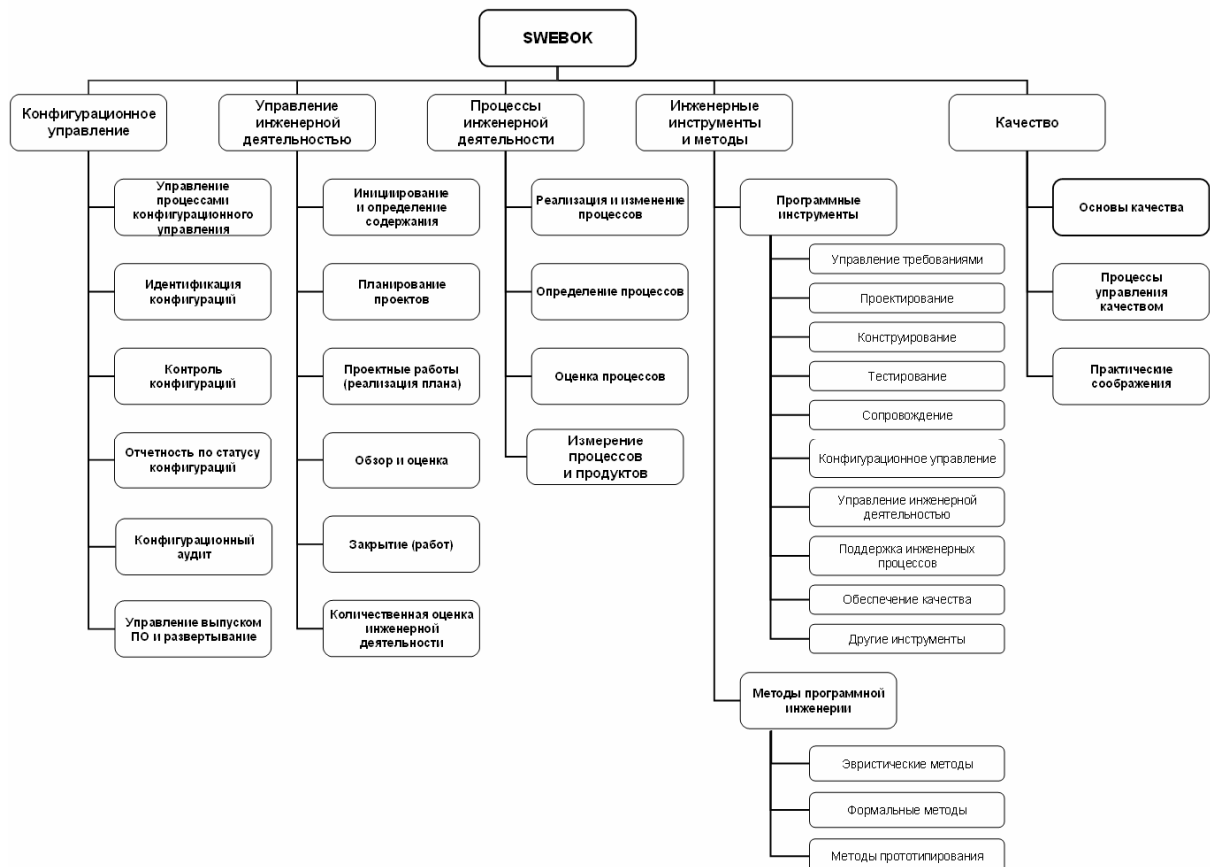 SWEBOK
Конфигурационное
управление
Управление
инженерной
деятельностью
Процессы
инженерной
деятельности
Инженерные
инструменты
и методы
Качество
Управление
процессами
конфигурационного
управления
Идентификация
конфигураций
Контроль
конфигураций
Отчетность по статусу
конфигураций
Конфигурационный
аудит
Управление выпуском
ПО и развертывание
Инициирование
и определение
содержания
Планирование
проектов
Проектные работы
(реализация плана)
Обзор и оценка
Закрытие (работ)
Количественная оценка
инженерной
деятельности
Реализация и изменение
процессов
Определение процессов
Оценка процессов
Измерение
процессов
и продуктов
Программные
инструменты
Управление требованиями
Проектирование
Конструирование
Тестирование
Сопровождение
Конфигурационное управление
Управление инженерной
деятельностью
Поддержка инженерных
процессов
Обеспечение качества
Другие инструменты
Методы программной
инженерии
Эвристические методы
Формальные методы
Методы прототипирования
Основы качества
Процессы
управления
качеством
Практические
соображения